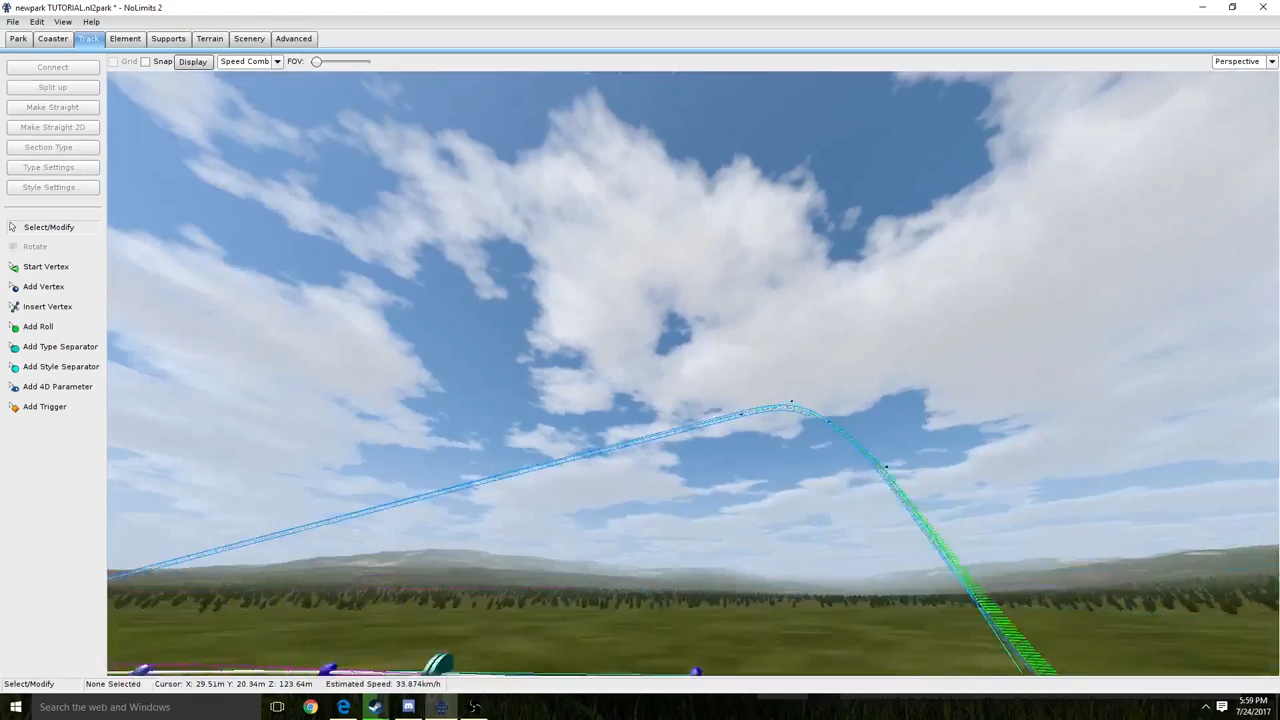 newpark TUTORIAL.nl2park * - NoLimits 2
File Edit View Help
Park Coaster Track Element Supports Terrain Scenery Advanced
Connect
Split up
Make Straight
Make Straight 2D
Section Type...
Type Settings...
Style Settings...
Grid Snap Display Speed Comb FOV: Perspective
Select/Modify
Rotate
Start Vertex
Add Vertex
Insert Vertex
Add Roll
Add Type Separator
Add Style Separator
Add 4D Parameter
Add Trigger
Select/Modify None Selected Cursor: X: 29.51m Y: 20.34m Z: 123.64m Estimated Speed: 33.874km/h
Search the web and Windows
5:59 PM
7/24/2017